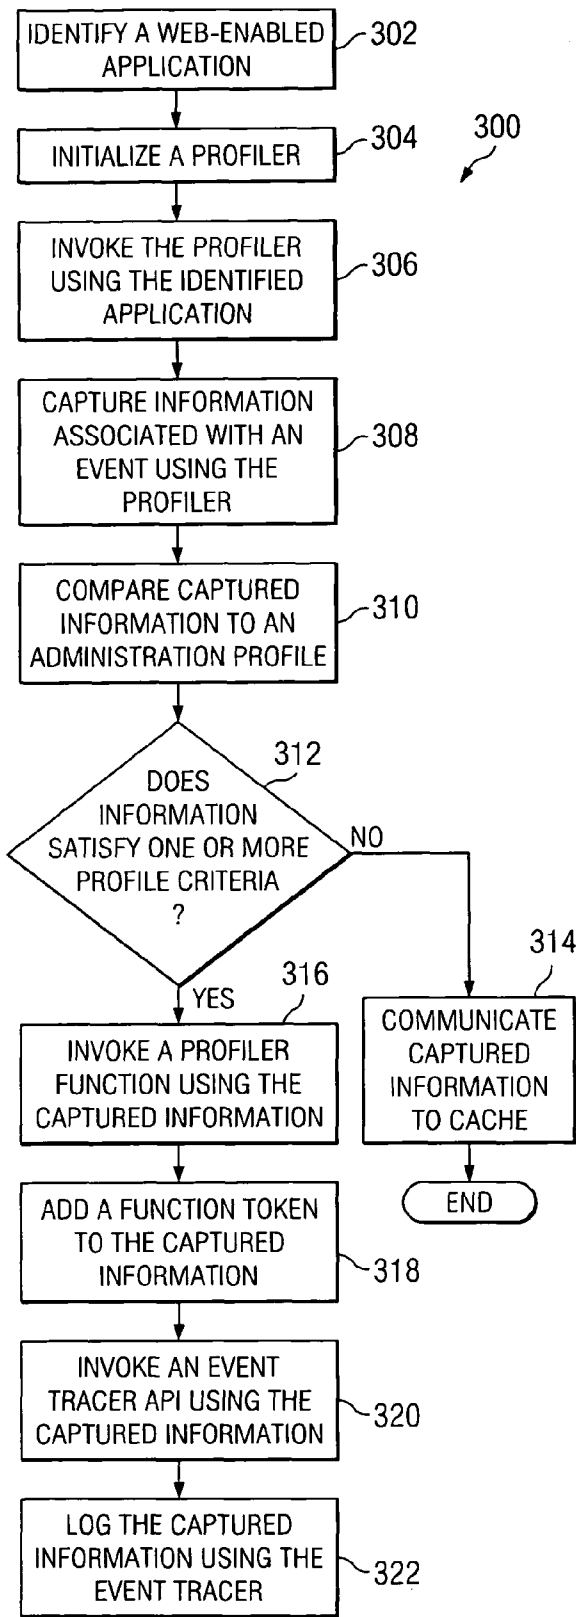 IDENTIFY A WEB-ENABLED
APPLICATION
302
INITIALIZE A PROFILER
304
300
INVOKE THE PROFILER
USING THE IDENTIFIED
APPLICATION
306
CAPTURE INFORMATION
ASSOCIATED WITH AN
EVENT USING THE
PROFILER
308
COMPARE CAPTURED
INFORMATION TO AN
ADMINISTRATION PROFILE
310
312
DOES
INFORMATION
SATISFY ONE OR MORE
PROFILE CRITERIA
?
NO
YES
314
COMMUNICATE
CAPTURED
INFORMATION
TO CACHE
END
316
INVOKE A PROFILER
FUNCTION USING THE
CAPTURED INFORMATION
ADD A FUNCTION TOKEN
TO THE CAPTURED
INFORMATION
318
INVOKE AN EVENT
TRACER API USING THE
CAPTURED INFORMATION
320
LOG THE CAPTURED
INFORMATION USING THE
EVENT TRACER
322